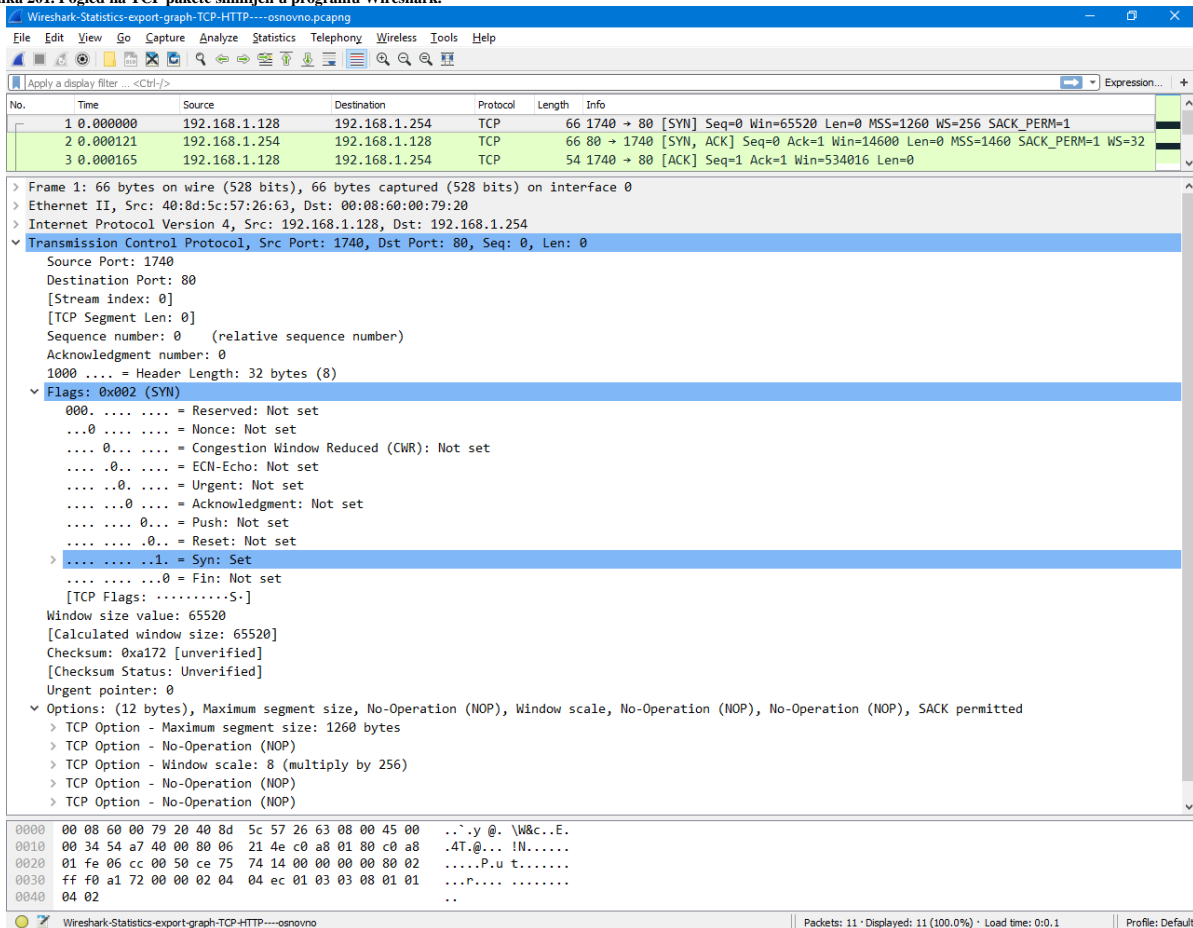 Pogled na TCP pakete snimljen u programu Wireshark.
Wireshark-Statistics-export-graph-TCP-HTTP----osnovno.pcapng
File Edit View Go Capture Analyze Statistics Telephony Wireless Tools Help
Apply a display filter ... <Ctrl-/> Expression... +
No. Time Source Destination Protocol Length Info
1 0.000000 192.168.1.128 192.168.1.254 TCP 66 1740 → 80 [SYN] Seq=0 Win=65520 Len=0 MSS=1260 WS=256 SACK_PERM=1
2 0.000121 192.168.1.254 192.168.1.128 TCP 66 80 → 1740 [SYN, ACK] Seq=0 Ack=1 Win=14600 Len=0 MSS=1460 SACK_PERM=1 WS=32
3 0.000165 192.168.1.128 192.168.1.254 TCP 54 1740 → 80 [ACK] Seq=1 Ack=1 Win=534016 Len=0
> Frame 1: 66 bytes on wire (528 bits), 66 bytes captured (528 bits) on interface 0
> Ethernet II, Src: 40:8d:5c:57:26:63, Dst: 00:08:60:00:79:20
> Internet Protocol Version 4, Src: 192.168.1.128, Dst: 192.168.1.254
Transmission Control Protocol, Src Port: 1740, Dst Port: 80, Seq: 0, Len: 0
Source Port: 1740
Destination Port: 80
[Stream index: 0]
[TCP Segment Len: 0]
Sequence number: 0 (relative sequence number)
Acknowledgment number: 0
1000 .... = Header Length: 32 bytes (8)
Flags: 0x002 (SYN)
000. .... .... = Reserved: Not set
...0 .... .... = Nonce: Not set
.... 0... .... = Congestion Window Reduced (CWR): Not set
.... .0.. .... = ECN-Echo: Not set
.... ..0. .... = Urgent: Not set
.... ...0 .... = Acknowledgment: Not set
.... .... 0... = Push: Not set
.... .... .0.. = Reset: Not set
> .... .... ..1. = Syn: Set
.... .... ...0 = Fin: Not set
[TCP Flags: ··········S·]
Window size value: 65520
[Calculated window size: 65520]
Checksum: 0xa172 [unverified]
[Checksum Status: Unverified]
Urgent pointer: 0
Options: (12 bytes), Maximum segment size, No-Operation (NOP), Window scale, No-Operation (NOP), No-Operation (NOP), SACK permitted
> TCP Option - Maximum segment size: 1260 bytes
> TCP Option - No-Operation (NOP)
> TCP Option - Window scale: 8 (multiply by 256)
> TCP Option - No-Operation (NOP)
> TCP Option - No-Operation (NOP)
0000 00 08 60 00 79 20 40 8d 5c 57 26 63 08 00 45 00 ..`.y @. \W&c..E.
0010 00 34 54 a7 40 00 80 06 21 4e c0 a8 01 80 c0 a8 .4T.@... !N......
0020 01 fe 06 cc 00 50 ce 75 74 14 00 00 00 00 80 02 .....P.u t.......
0030 ff f0 a1 72 00 00 02 04 04 ec 01 03 03 08 01 01 ...r.... ........
0040 04 02 ..
Wireshark-Statistics-export-graph-TCP-HTTP----osnovno Packets: 11 · Displayed: 11 (100.0%) · Load time: 0:0.1 Profile: Default